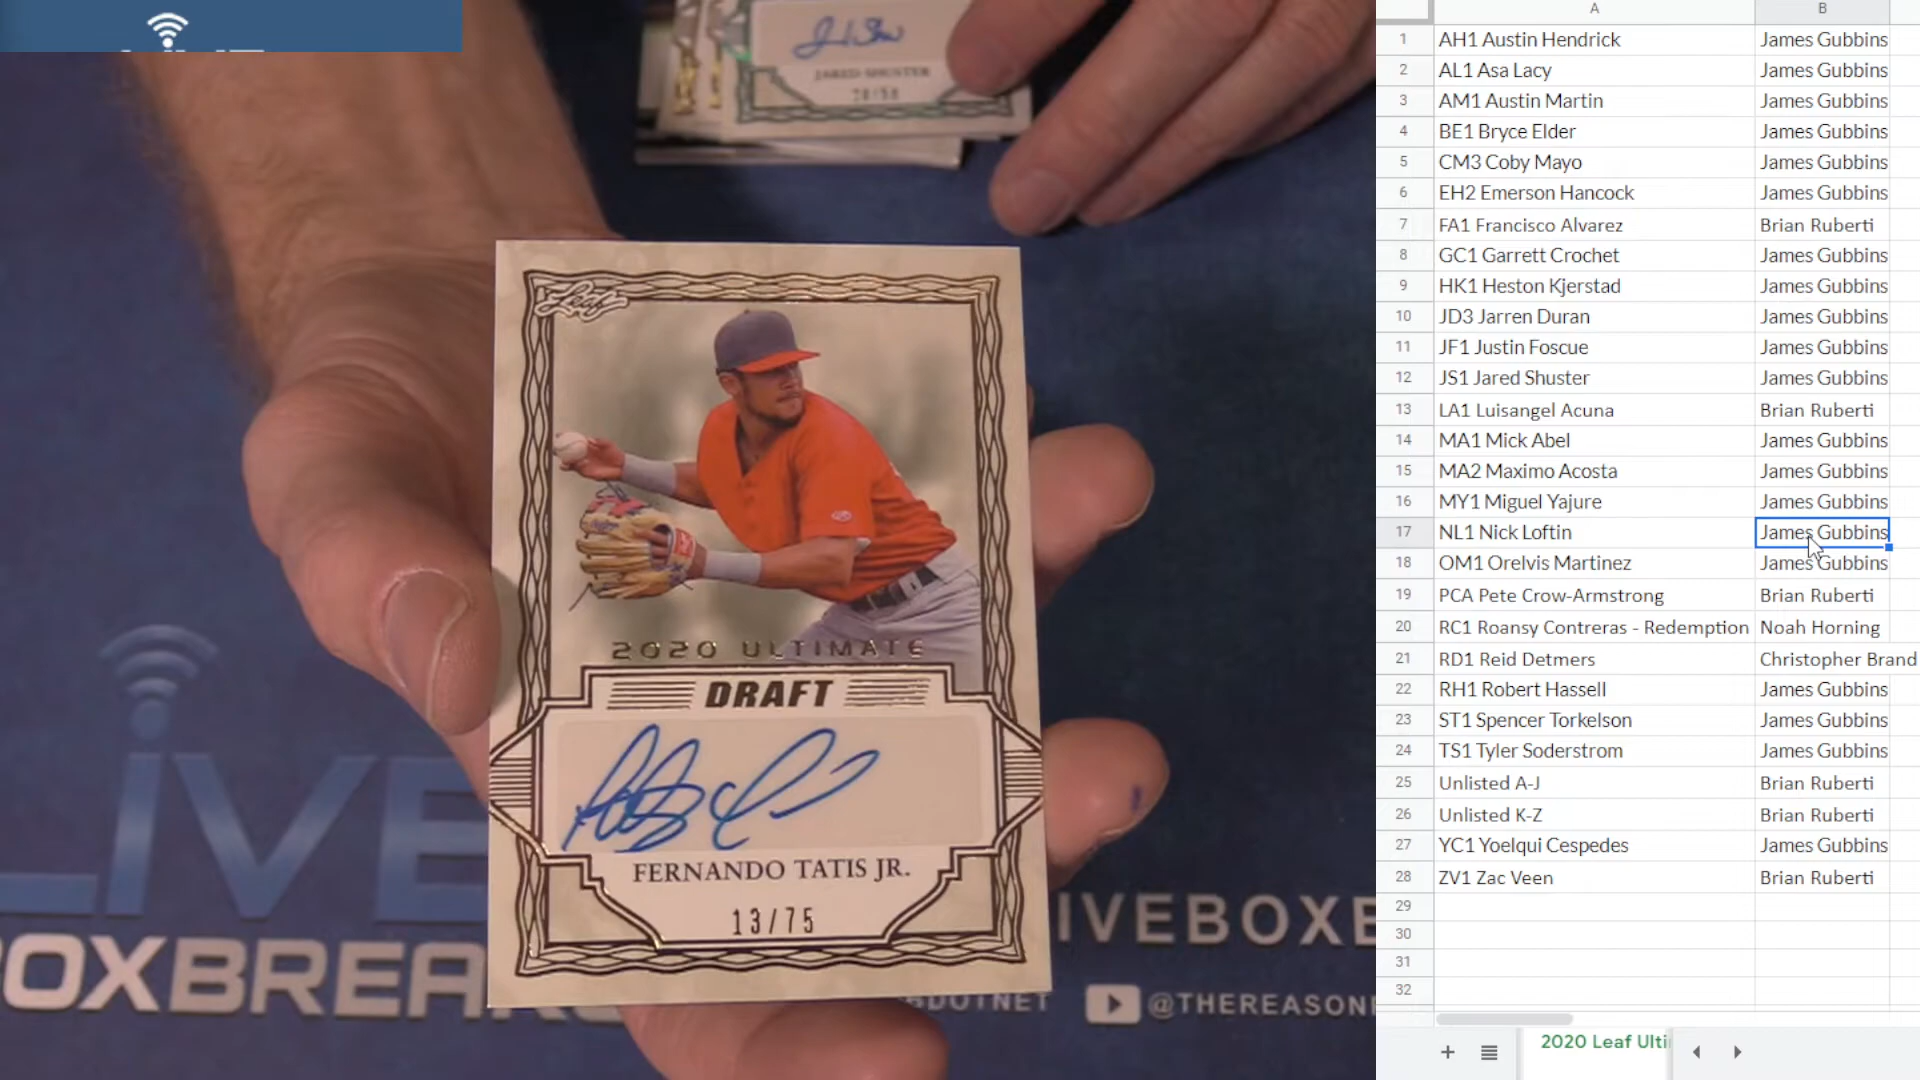 JARED SHUSTER
Leaf
2020 ULTIMATE
DRAFT
FERNANDO TATIS JR.
13/75
LIVE
OXBREA
IVEBOXB
BDOTNET
@THEREASON
A B
1 AH1 Austin Hendrick James Gubbins
2 AL1 Asa Lacy James Gubbins
3 AM1 Austin Martin James Gubbins
4 BE1 Bryce Elder James Gubbins
5 CM3 Coby Mayo James Gubbins
6 EH2 Emerson Hancock James Gubbins
7 FA1 Francisco Alvarez Brian Ruberti
8 GC1 Garrett Crochet James Gubbins
9 HK1 Heston Kjerstad James Gubbins
10 JD3 Jarren Duran James Gubbins
11 JF1 Justin Foscue James Gubbins
12 JS1 Jared Shuster James Gubbins
13 LA1 Luisangel Acuna Brian Ruberti
14 MA1 Mick Abel James Gubbins
15 MA2 Maximo Acosta James Gubbins
16 MY1 Miguel Yajure James Gubbins
17 NL1 Nick Loftin James Gubbins
18 OM1 Orelvis Martinez James Gubbins
19 PCA Pete Crow-Armstrong Brian Ruberti
20 RC1 Roansy Contreras - Redemption Noah Horning
21 RD1 Reid Detmers Christopher Brand
22 RH1 Robert Hassell James Gubbins
23 ST1 Spencer Torkelson James Gubbins
24 TS1 Tyler Soderstrom James Gubbins
25 Unlisted A-J Brian Ruberti
26 Unlisted K-Z Brian Ruberti
27 YC1 Yoelqui Cespedes James Gubbins
28 ZV1 Zac Veen Brian Ruberti
29
30
31
32
2020 Leaf Ulti